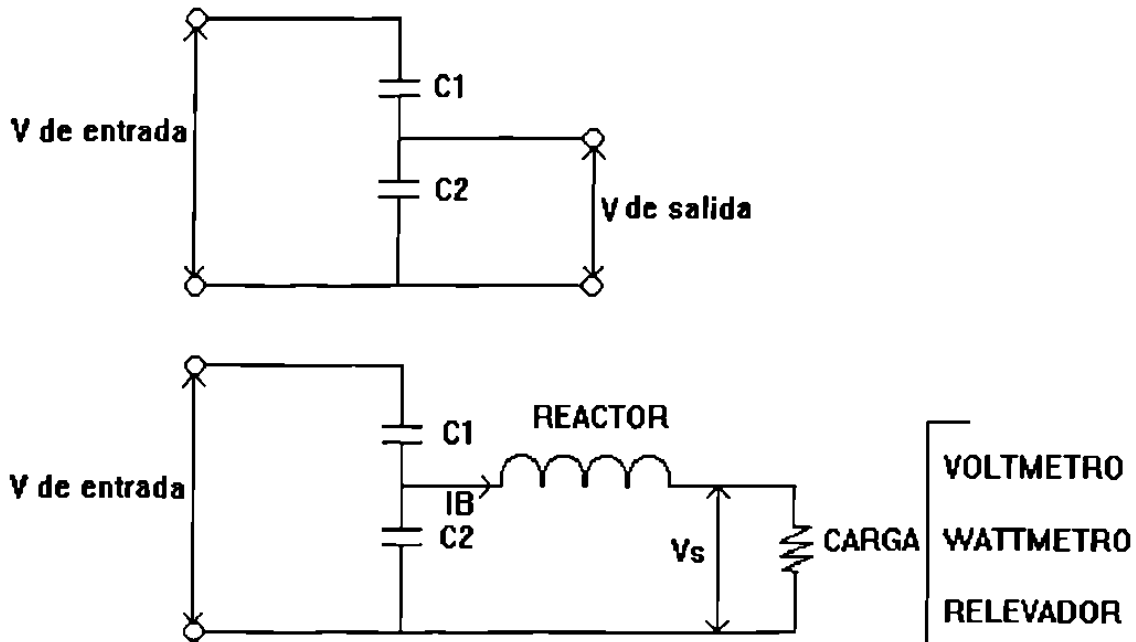 C1
V de entrada
C2
V de salida
REACTOR
C1
V de entrada
IB
C2
Vs
CARGA
VOLTMETRO
WATTMETRO
RELEVADOR